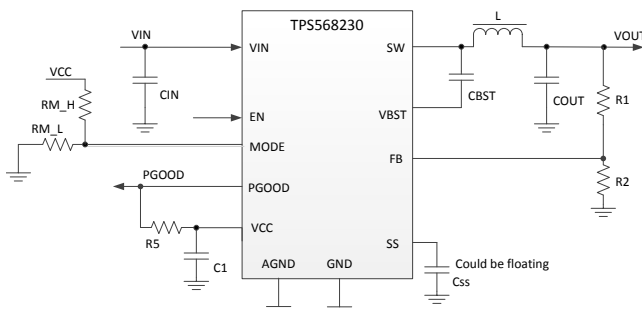 TPS568230
L
VIN
VIN
SW
VOUT
VCC
CIN
CBST
COUT
R1
RM_H
EN
VBST
RM_L
MODE
FB
PGOOD
PGOOD
R2
VCC
R5
SS
C1
AGND
GND
Could be floating
Css